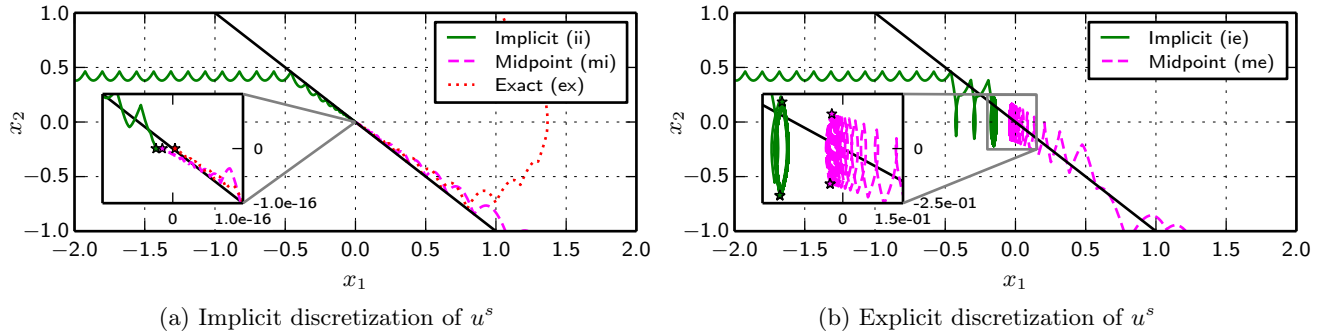 1.0
0.5
0.0
−0.5
−1.0
x₂
Implicit (ii)
Midpoint (mi)
Exact (ex)
0
-1.0e-16
0
1.0e-16
−2.0 −1.5 −1.0 −0.5 0.0 0.5 1.0 1.5 2.0
x₁
(a) Implicit discretization of uˢ
1.0
0.5
0.0
−0.5
−1.0
x₂
Implicit (ie)
Midpoint (me)
0
-2.5e-01
0
1.5e-01
−2.0 −1.5 −1.0 −0.5 0.0 0.5 1.0 1.5 2.0
x₁
(b) Explicit discretization of uˢ